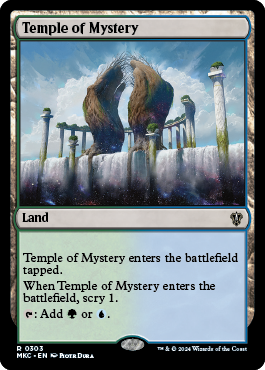 Temple of Mystery
Land
Temple of Mystery enters the battlefield
tapped.
When Temple of Mystery enters the
battlefield, scry 1.
: Add or .
R 0303
MKC • EN Piotr Dura
™ & © 2024 Wizards of the Coast